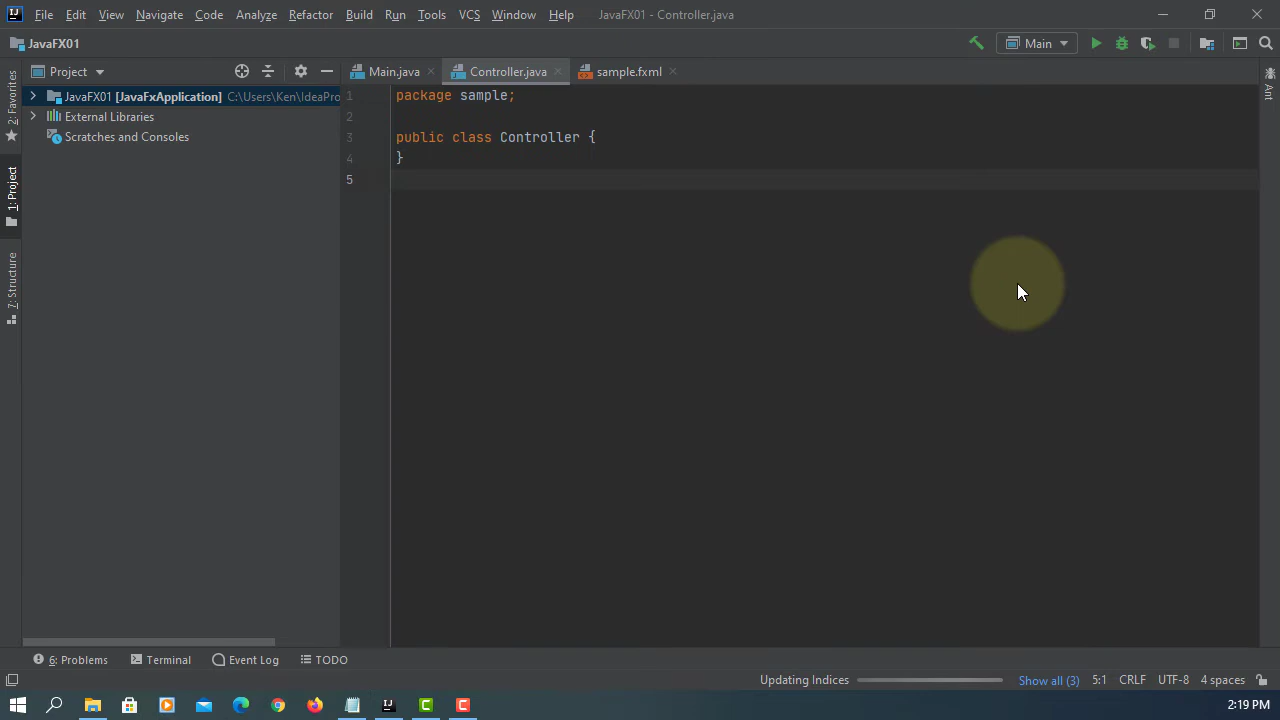 File Edit View Navigate Code Analyze Refactor Build Run Tools VCS Window Help JavaFX01 - Controller.java
JavaFX01 Main
Project Main.java Controller.java sample.fxml
JavaFX01 [JavaFxApplication] C:\Users\Ken\IdeaPro
External Libraries
Scratches and Consoles
1 package sample;
2
3 public class Controller {
4 }
5
2: Favorites
1: Project
7: Structure
Ant
6: Problems Terminal Event Log TODO
Updating Indices Show all (3) 5:1 CRLF UTF-8 4 spaces
2:19 PM